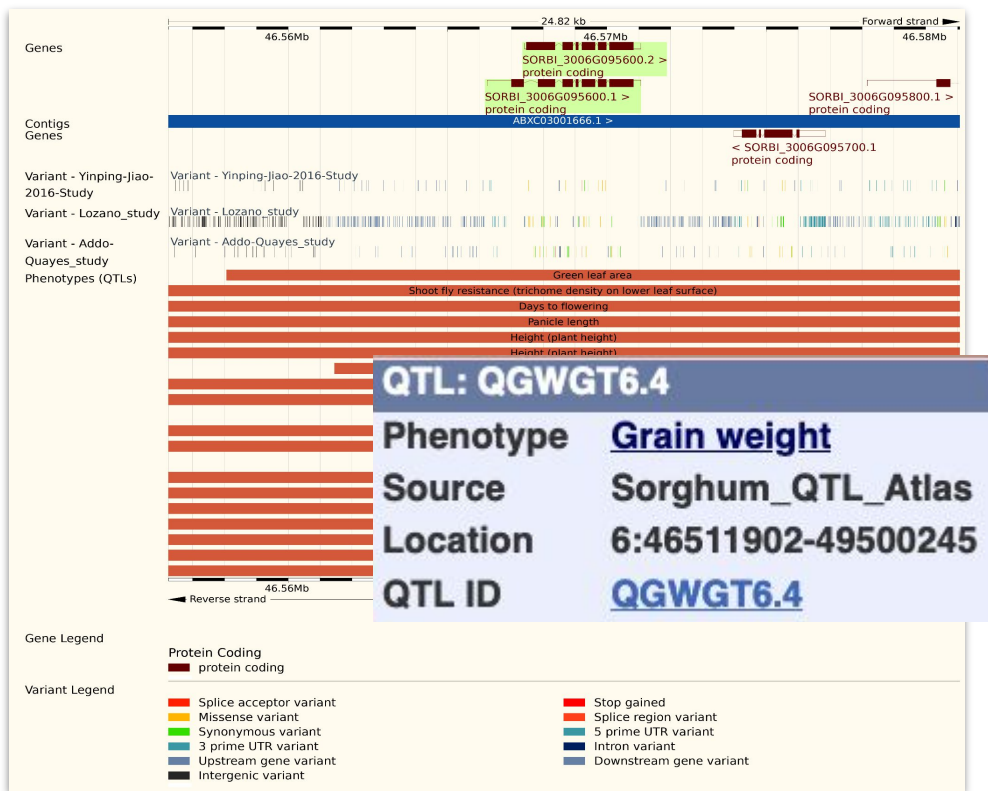 24.82 kb
Forward strand
46.56Mb
46.57Mb
46.58Mb
Genes
SORBI_3006G095600.2 >
protein coding
SORBI_3006G095600.1 >
protein coding
SORBI_3006G095800.1 >
protein coding
Contigs
ABXC03001666.1 >
Genes
< SORBI_3006G095700.1
protein coding
Variant - Yinping-Jiao-
2016-Study
Variant - Yinping-Jiao-2016-Study
Variant - Lozano_study
Variant - Lozano_study
Variant - Addo-
Quayes_study
Variant - Addo-Quayes_study
Phenotypes (QTLs)
Green leaf area
Shoot fly resistance (trichome density on lower leaf surface)
Days to flowering
Panicle length
Height (plant height)
Height (plant height)
QTL: QGWGT6.4
Phenotype Grain weight
Source Sorghum_QTL_Atlas
Location 6:46511902-49500245
QTL ID QGWGT6.4
46.56Mb
Reverse strand
Gene Legend
Protein Coding
protein coding
Variant Legend
Splice acceptor variant
Missense variant
Synonymous variant
3 prime UTR variant
Upstream gene variant
Intergenic variant
Stop gained
Splice region variant
5 prime UTR variant
Intron variant
Downstream gene variant